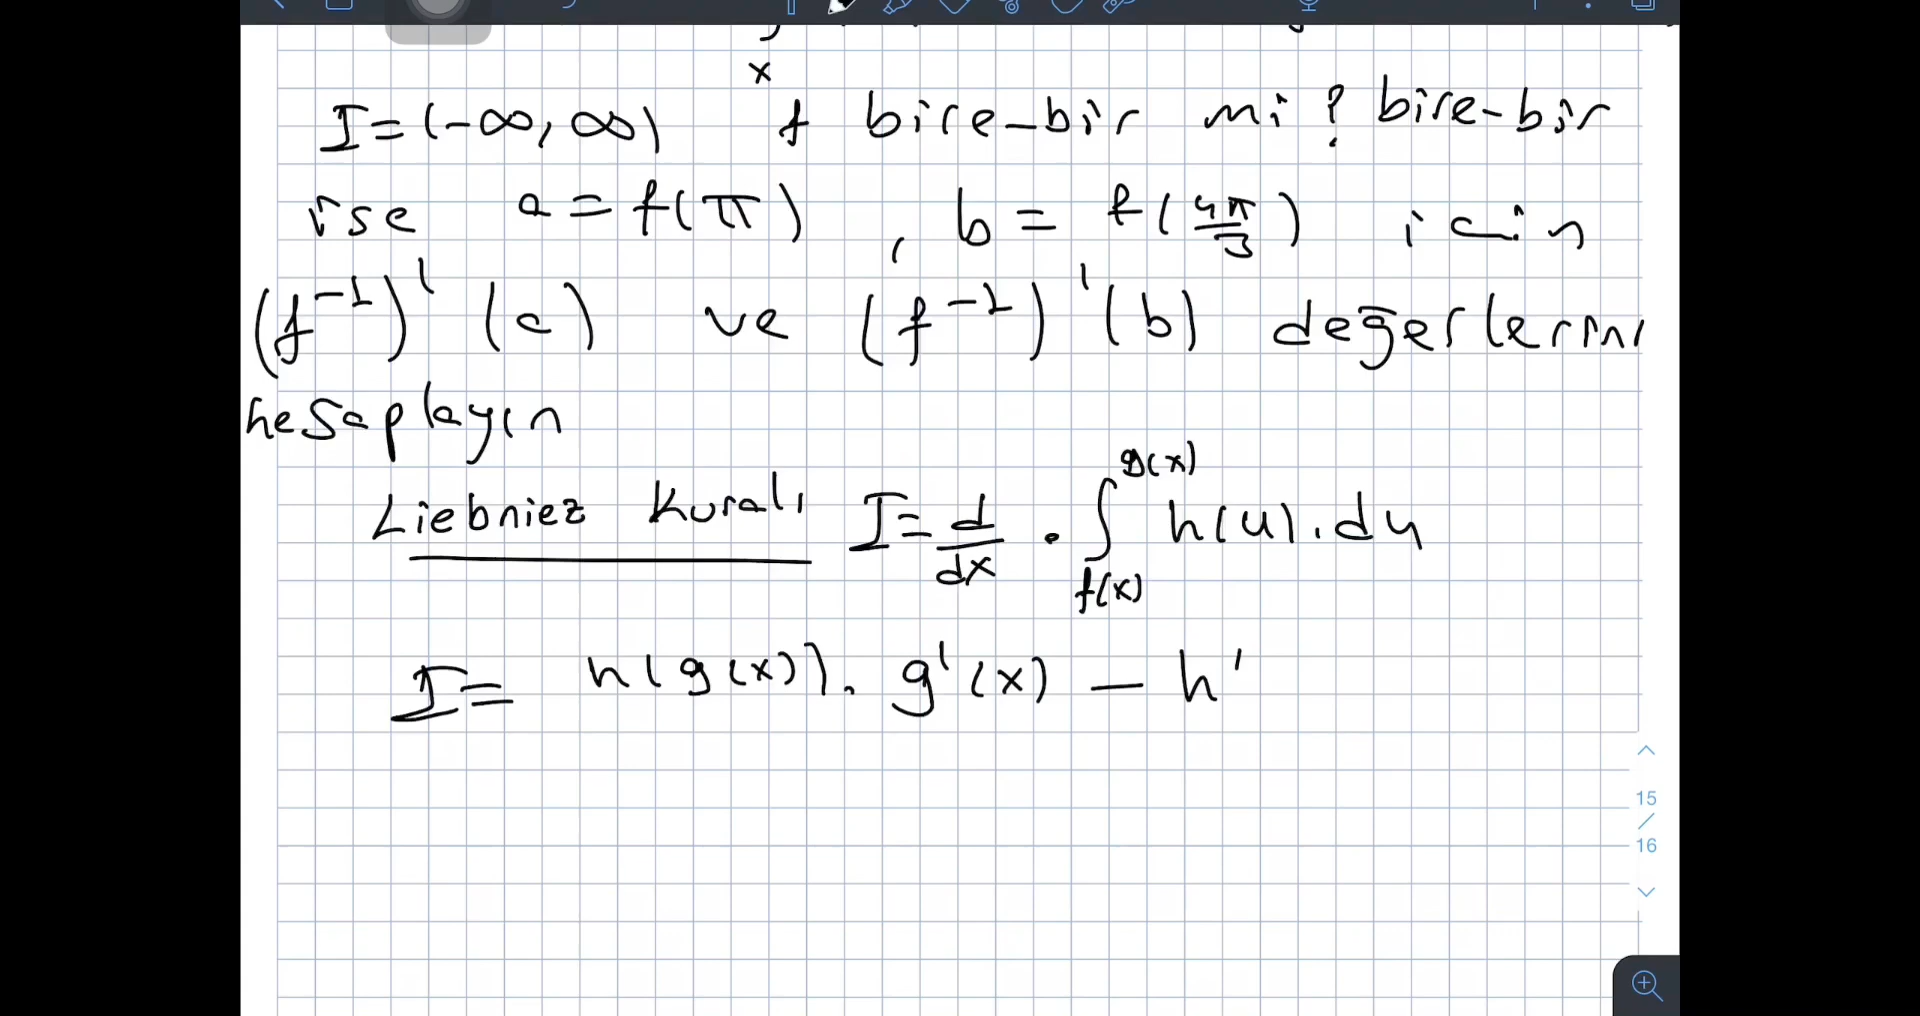 x
I = (-∞, ∞) f bire-bir mi? bire-bir
ise a = f(π), b = f(4π/3) için
(f⁻¹)'(a) ve (f⁻¹)'(b) değerlerini
hesaplayın
Liebniez Kuralı I = d/dx . ∫_{f(x)}^{g(x)} h(u).du
I = h(g(x)). g'(x) — h'
15
/
16